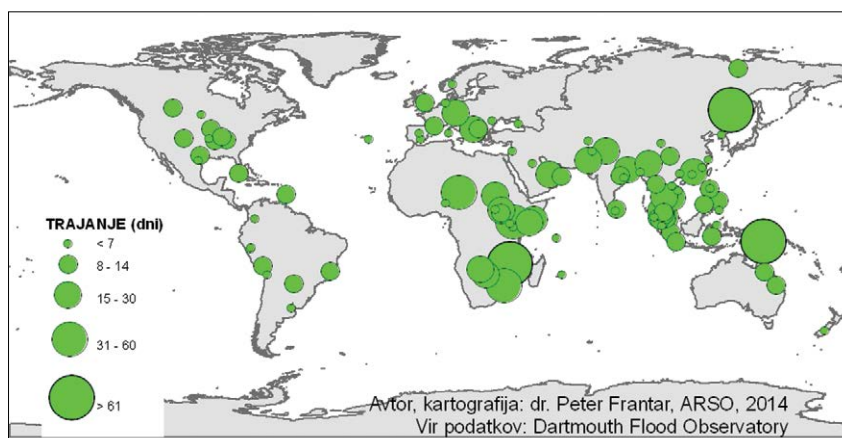 TRAJANJE (dni)
< 7
8 - 14
15 - 30
31 - 60
> 61
Avtor, kartografija: dr. Peter Frantar, ARSO, 2014
Vir podatkov: Dartmouth Flood Observatory